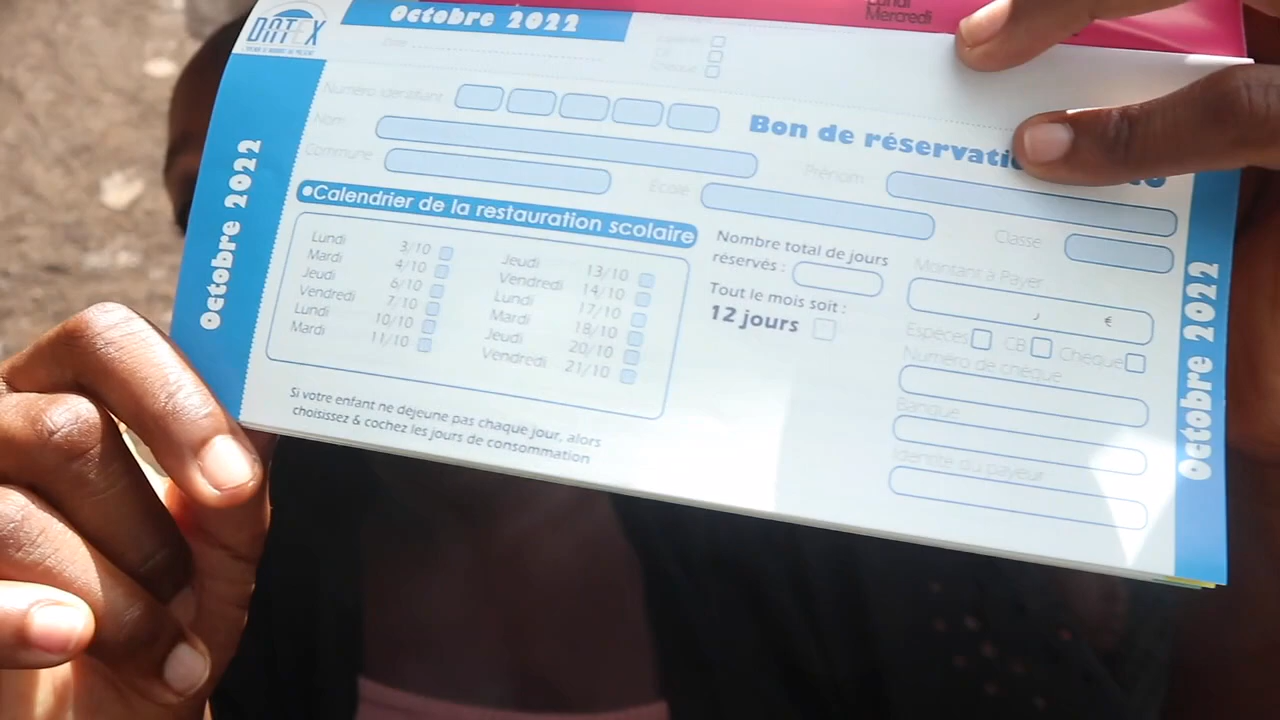 Lundi
Mercredi
DATEX
Octobre 2022
Date
Espèces
CB
Chèque
Numéro Identifiant
Bon de
Nom
Prénom
Commune
École
Classe
Octobre 2022
•Calendrier de la restauration scolaire
Lundi 3/10
Mardi 4/10
Jeudi 6/10
Vendredi 7/10
Lundi 10/10
Mardi 11/10
Jeudi 13/10
Vendredi 14/10
Lundi 17/10
Mardi 18/10
Jeudi 20/10
Vendredi 21/10
Nombre total de jours
réservés :
Tout le mois soit :
12 jours
Montant à Payer
, €
Espèces CB Chèque
Numéro de chèque
Banque
Identité du payeur
Si votre enfant ne déjeune pas chaque jour, alors
choisissez & cochez les jours de consommation
Octobre 2022